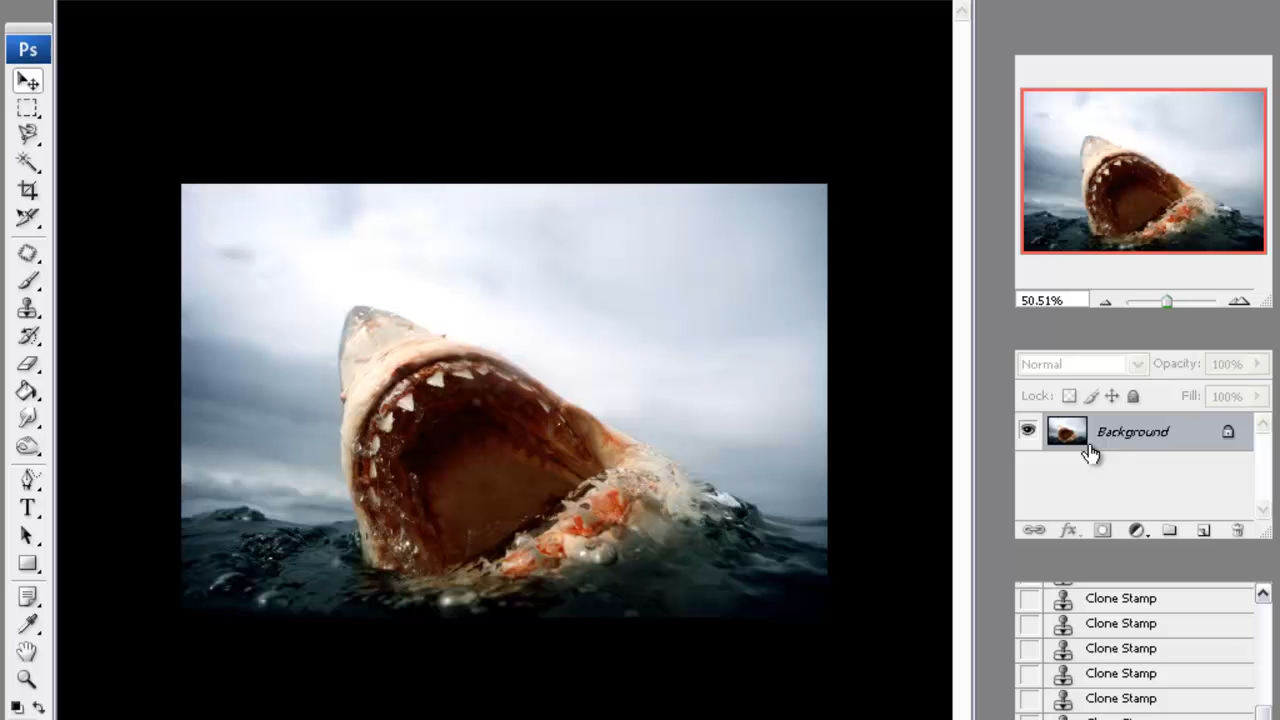 Ps
T
50.51%
Normal Opacity: 100%
Lock: Fill: 100%
Background
fx
Clone Stamp
Clone Stamp
Clone Stamp
Clone Stamp
Clone Stamp